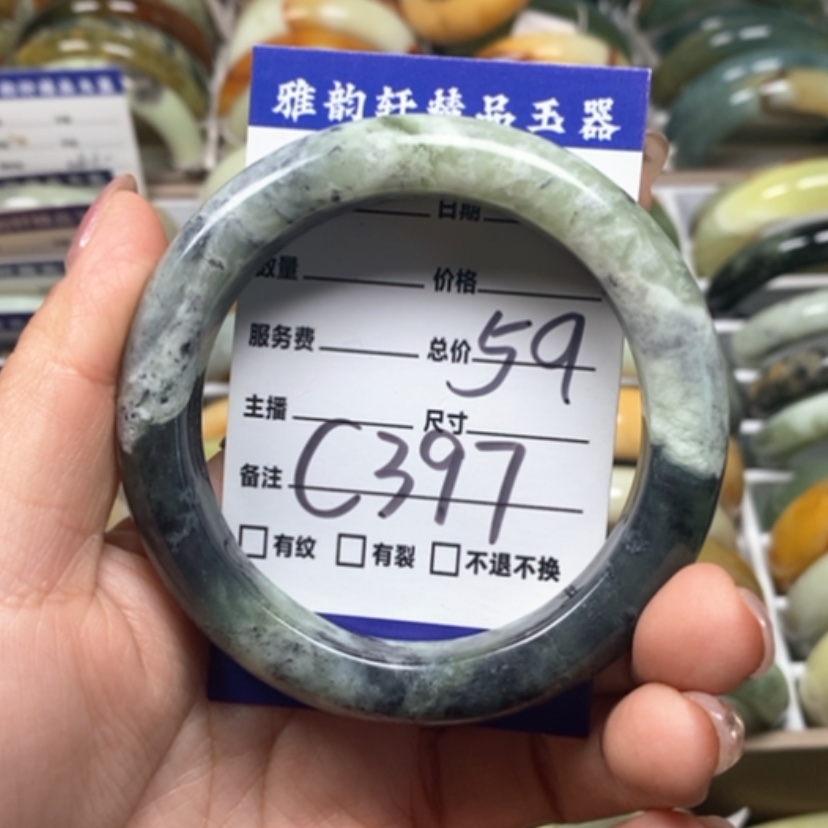 雅韵轩精品玉器
日期
数量 价格
服务费 总价 59
主播 尺寸
备注 C397
有纹 有裂 不退不换